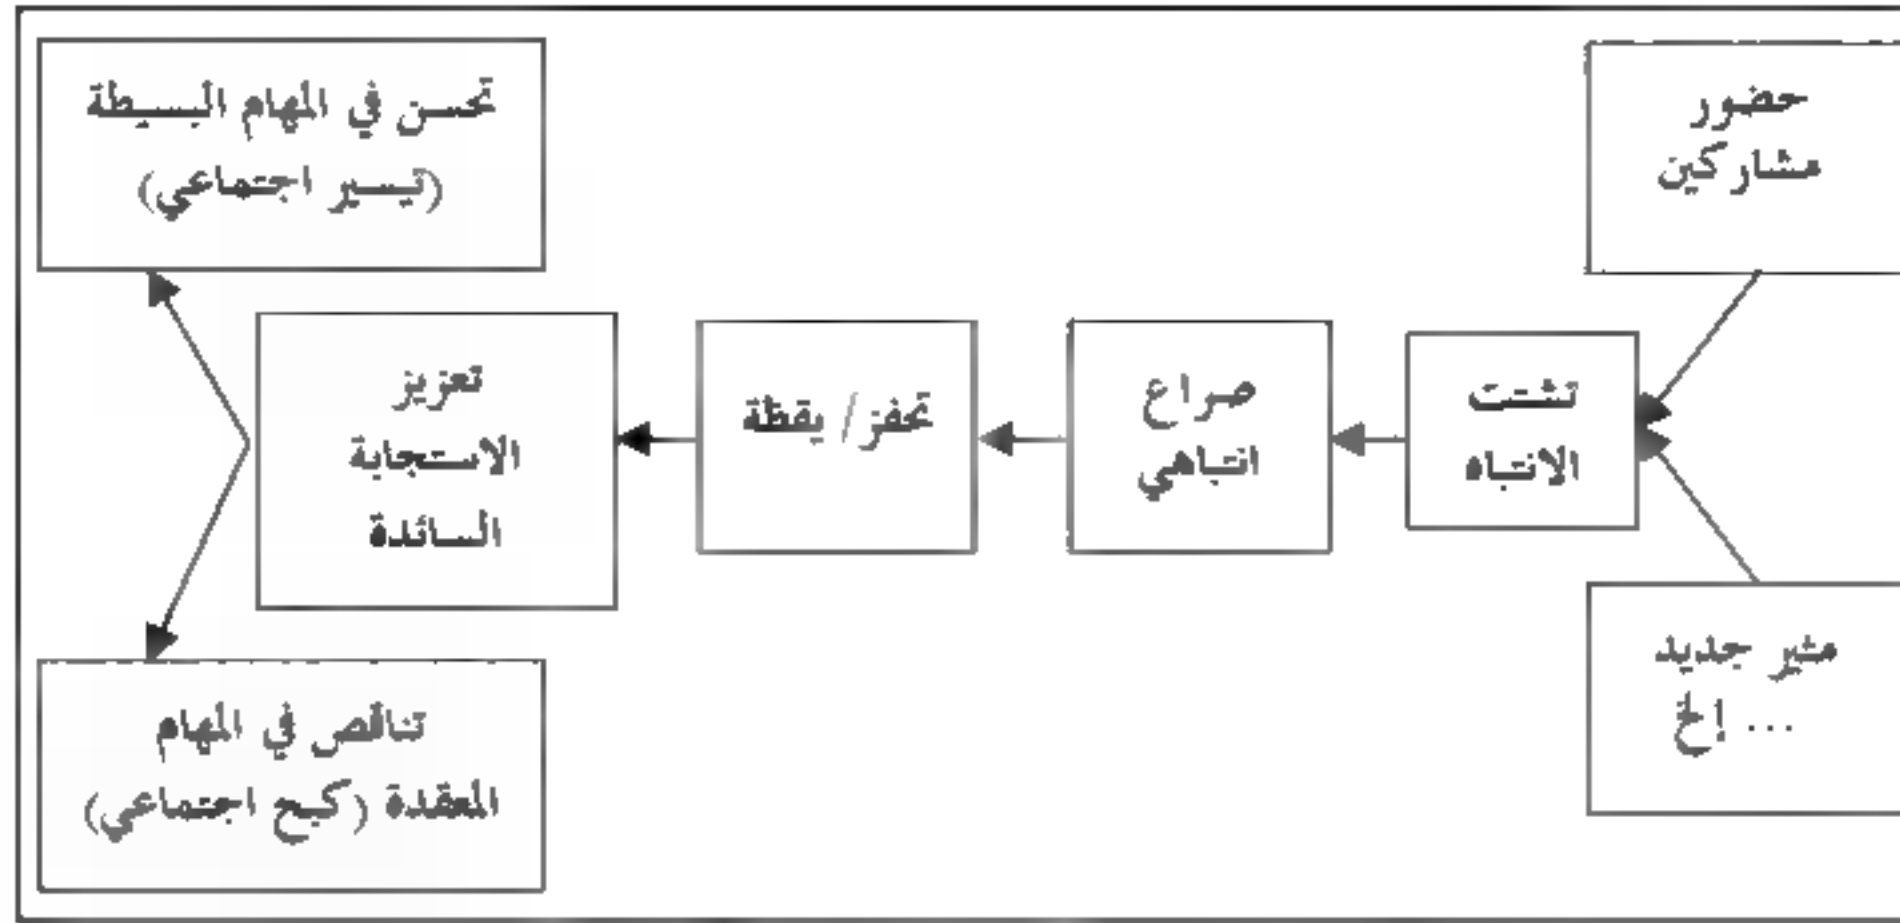 حضور
مشاركين
مثير جديد
... إلخ
تشتت
الانتباه
صراع
انتباهي
تحفز/ يقظة
تعزيز
الاستجابة
السائدة
تحسن في المهام البسيطة
(تيسير اجتماعي)
تناقص في المهام
المعقدة (كبح اجتماعي)